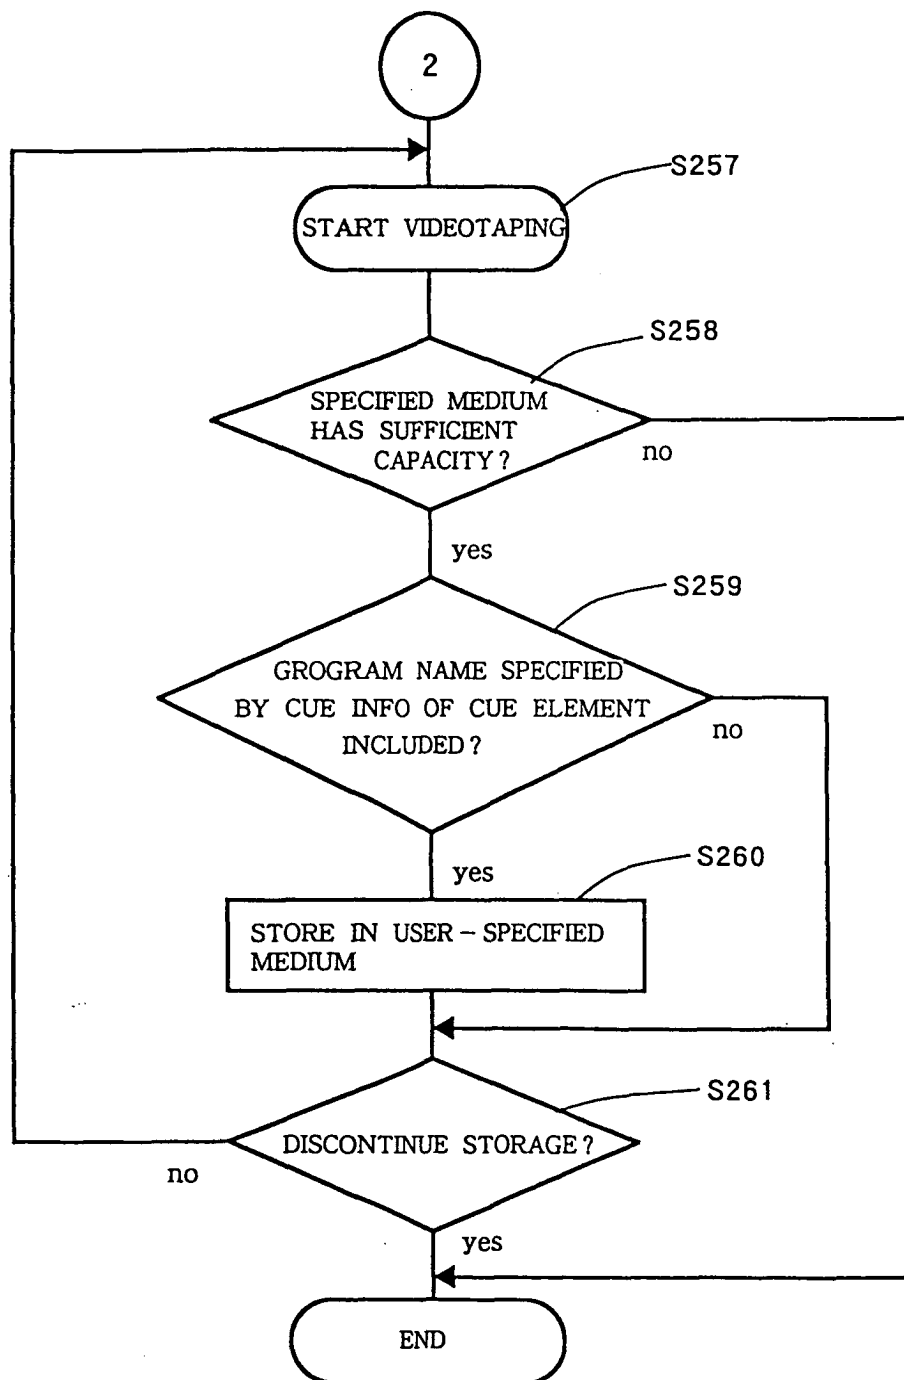 2
S257
START VIDEOTAPING
S258
SPECIFIED MEDIUM
HAS SUFFICIENT
CAPACITY?
no
yes
S259
GROGRAM NAME SPECIFIED
BY CUE INFO OF CUE ELEMENT
INCLUDED?
no
yes
S260
STORE IN USER-SPECIFIED
MEDIUM
S261
DISCONTINUE STORAGE?
no
yes
END